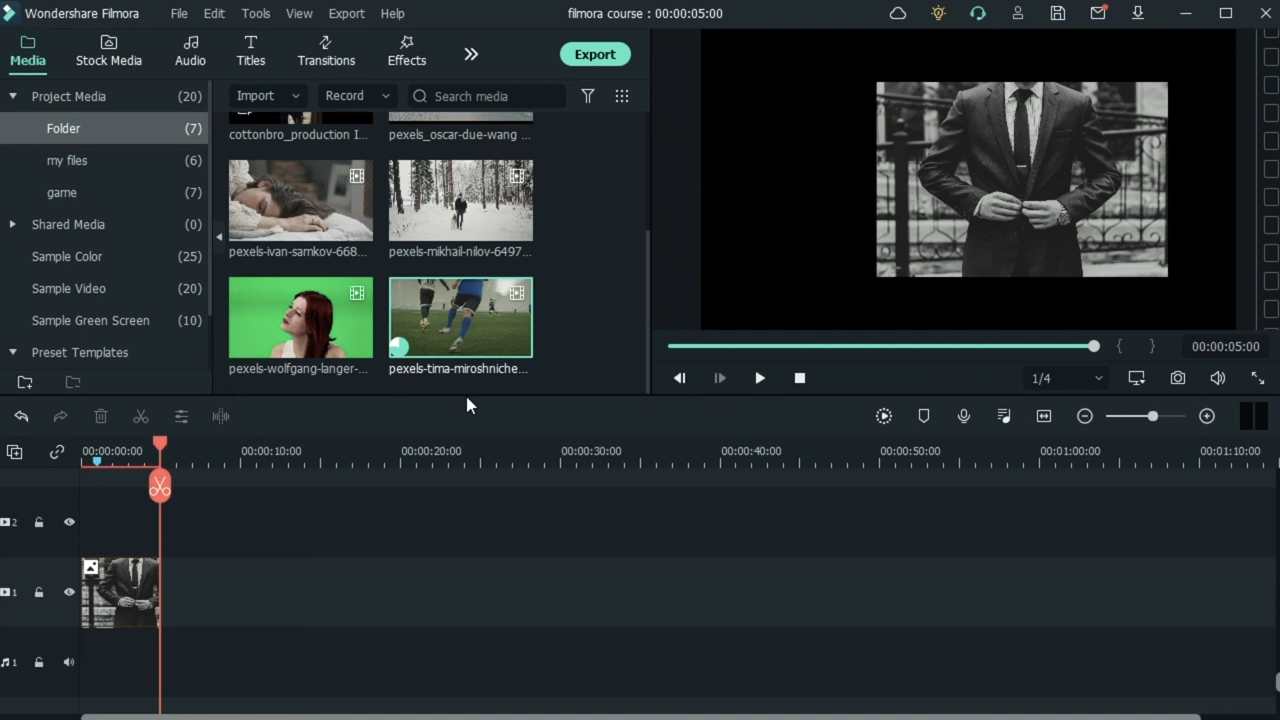 Wondershare Filmora File Edit Tools View Export Help filmora course : 00:00:05:00
Media Stock Media Audio Titles Transitions Effects Export
Project Media (20)
Folder (7)
my files (6)
game (7)
Shared Media (0)
Sample Color (25)
Sample Video (20)
Sample Green Screen (10)
Preset Templates
Import Record Search media
cottonbro_production I... pexels_oscar-due-wang ...
pexels-ivan-samkov-668... pexels-mikhail-nilov-6497...
pexels-wolfgang-langer-... pexels-tima-miroshniche...
{ } 00:00:05:00
1/4
00:00:00:00 00:00:10:00 00:00:20:00 00:00:30:00 00:00:40:00 00:00:50:00 00:01:00:00 00:01:10:00
2
1
1